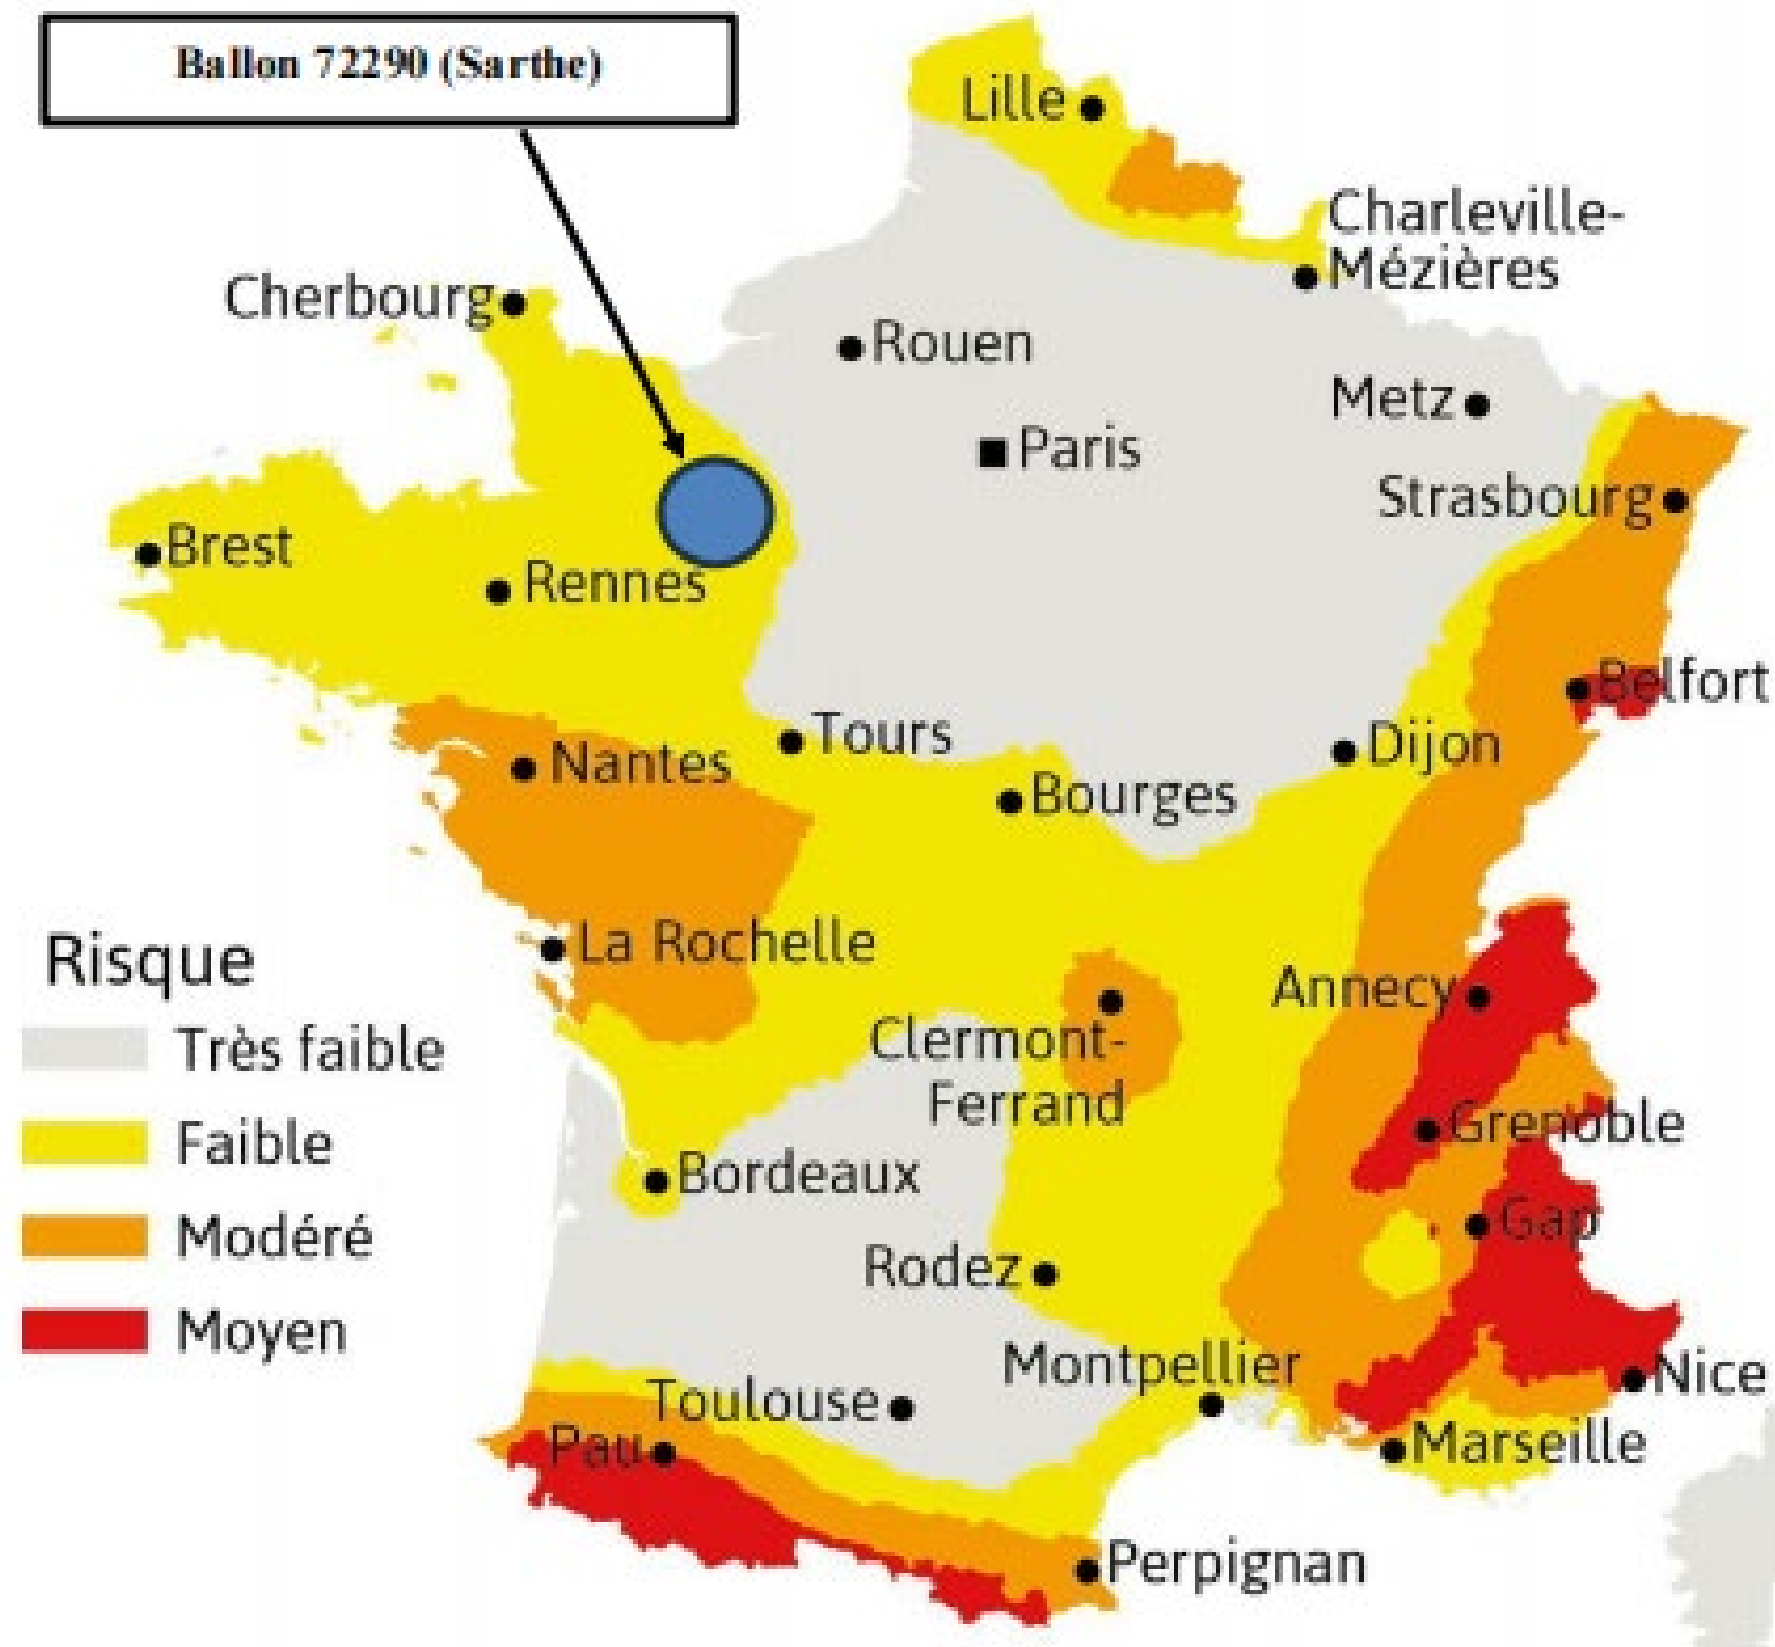 Ballon 72290 (Sarthe)
Lille
Charleville-
Mézières
Cherbourg
Rouen
Metz
Paris
Strasbourg
Brest
Rennes
Belfort
Tours
Dijon
Nantes
Bourges
La Rochelle
Risque
Annecy
Très faible
Clermont-
Ferrand
Faible
Grenoble
Bordeaux
Modéré
Gap
Rodez
Moyen
Montpellier
Nice
Toulouse
Pau
Marseille
Perpignan